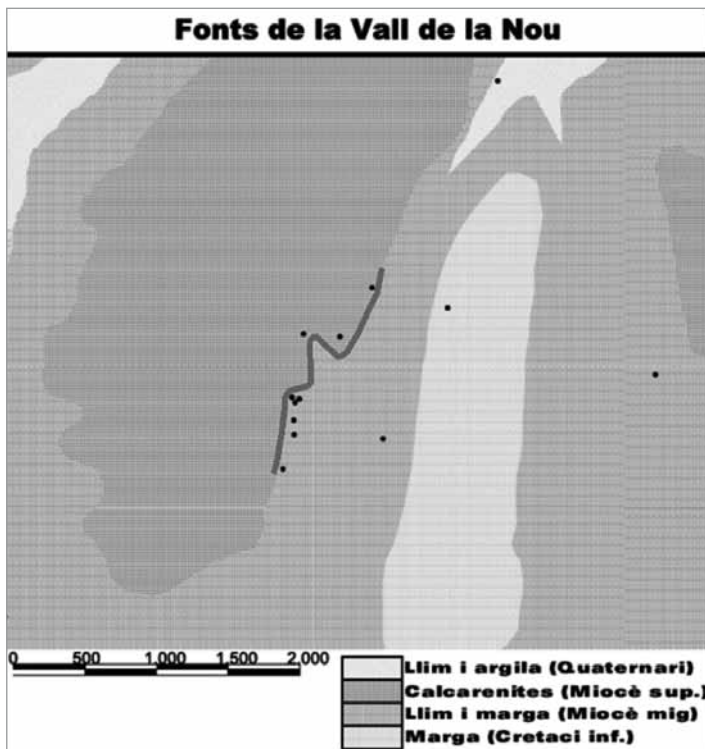 Fonts de la Vall de la Nou
0 500 1.000 1.500 2.000
Llim i argila (Quaternari)
Calcarenites (Miocè sup.)
Llim i marga (Miocè mig)
Marga (Cretaci inf.)